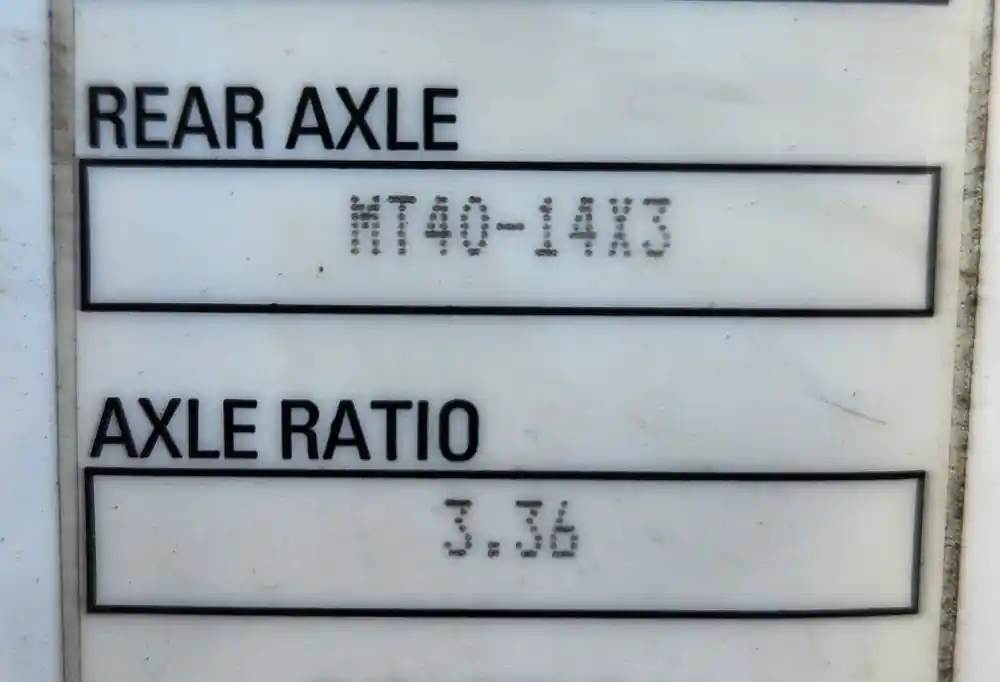 REAR AXLE
MT40-14X3
AXLE RATIO
3.36